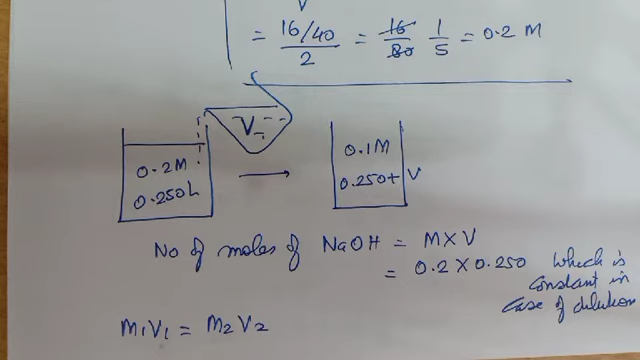 V
= 16/40 / 2 = 16/80 1/5 = 0.2 M
V
0.2M
0.250L
→
0.1M
0.250+ V
No of moles of NaOH = M×V
= 0.2 × 0.250 which is
constant in
case of dilution
M1V1 = M2V2